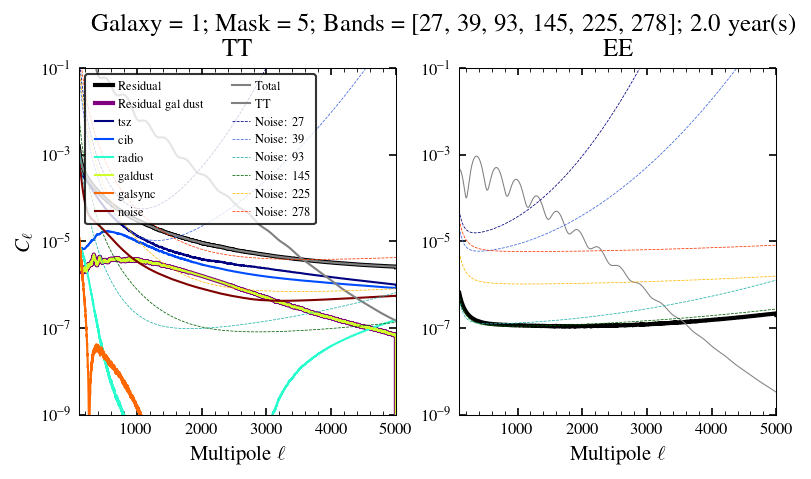 Galaxy = 1; Mask = 5; Bands = [27, 39, 93, 145, 225, 278]; 2.0 year(s)
TT
EE
10^{-1}
10^{-3}
10^{-5}
10^{-7}
10^{-9}
C_ℓ
Residual
Residual gal dust
tsz
cib
radio
galdust
galsync
noise
Total
TT
Noise: 27
Noise: 39
Noise: 93
Noise: 145
Noise: 225
Noise: 278
1000 2000 3000 4000 5000
Multipole ℓ
10^{-1}
10^{-3}
10^{-5}
10^{-7}
10^{-9}
1000 2000 3000 4000 5000
Multipole ℓ